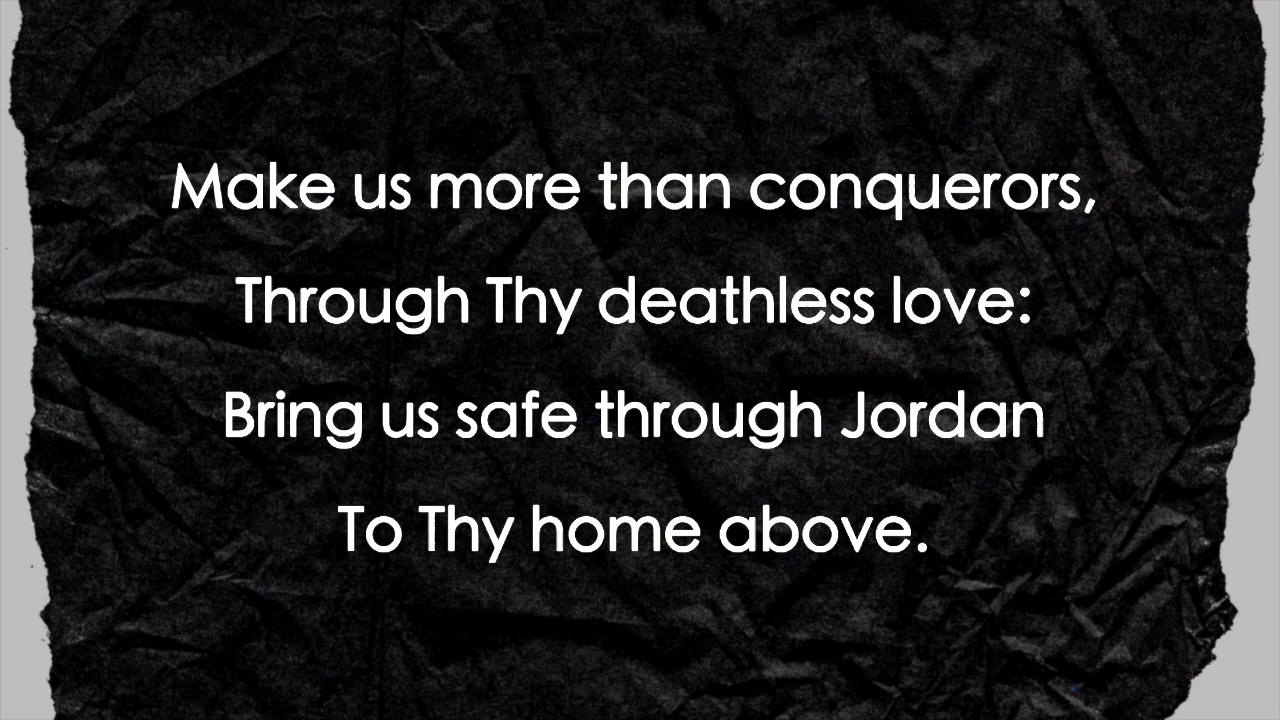 Make us more than conquerors,
Through Thy deathless love:
Bring us safe through Jordan
To Thy home above.